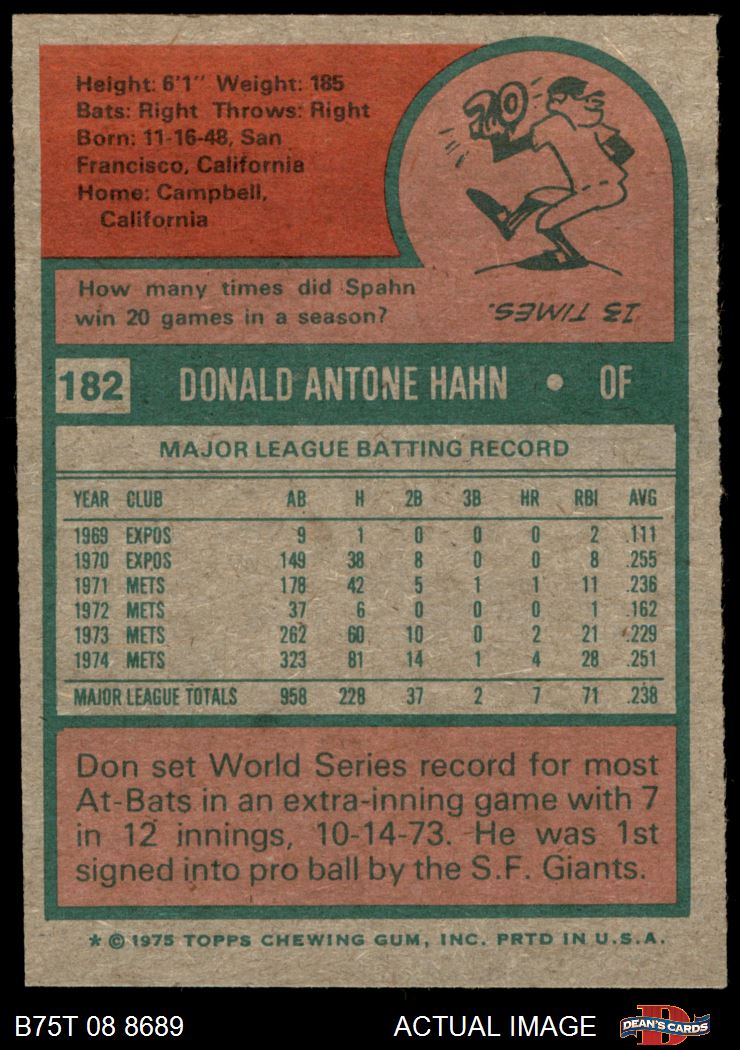 Height: 6'1" Weight: 185
Bats: Right Throws: Right
Born: 11-16-48, San
Francisco, California
Home: Campbell,
California
20
How many times did Spahn
win 20 games in a season?
13 TIMES.
182 DONALD ANTONE HAHN • OF
MAJOR LEAGUE BATTING RECORD
YEAR CLUB AB H 2B 3B HR RBI AVG
1969 EXPOS 9 1 0 0 0 2 .111
1970 EXPOS 149 38 8 0 0 8 .255
1971 METS 178 42 5 1 1 11 .236
1972 METS 37 6 0 0 0 1 .162
1973 METS 262 60 10 0 2 21 .229
1974 METS 323 81 14 1 4 28 .251
MAJOR LEAGUE TOTALS 958 228 37 2 7 71 .238
Don set World Series record for most
At-Bats in an extra-inning game with 7
in 12 innings, 10-14-73. He was 1st
signed into pro ball by the S.F. Giants.
* © 1975 TOPPS CHEWING GUM, INC. PRTD IN U.S.A.
B75T 08 8689 ACTUAL IMAGE D DEAN'S CARDS